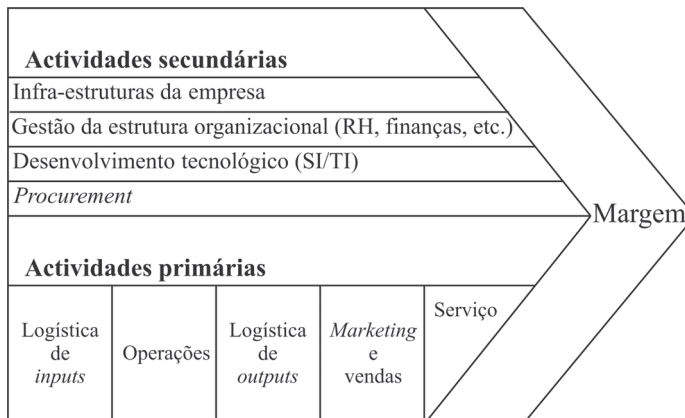 Actividades secundárias
Infra-estruturas da empresa
Gestão da estrutura organizacional (RH, finanças, etc.)
Desenvolvimento tecnológico (SI/TI)
Procurement
Margem
Actividades primárias
Logística
de
inputs
Operações
Logística
de
outputs
Marketing
e
vendas
Serviço